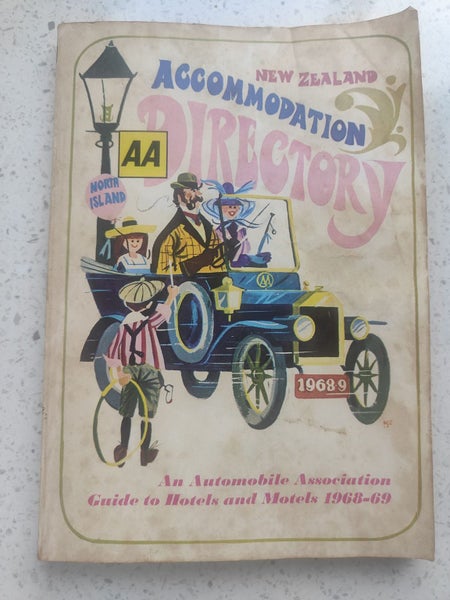 NEW ZEALAND
ACCOMMODATION
DIRECTORY
AA
NORTH
ISLAND
AA
1968-9
An Automobile Association
Guide to Hotels and Motels 1968-69